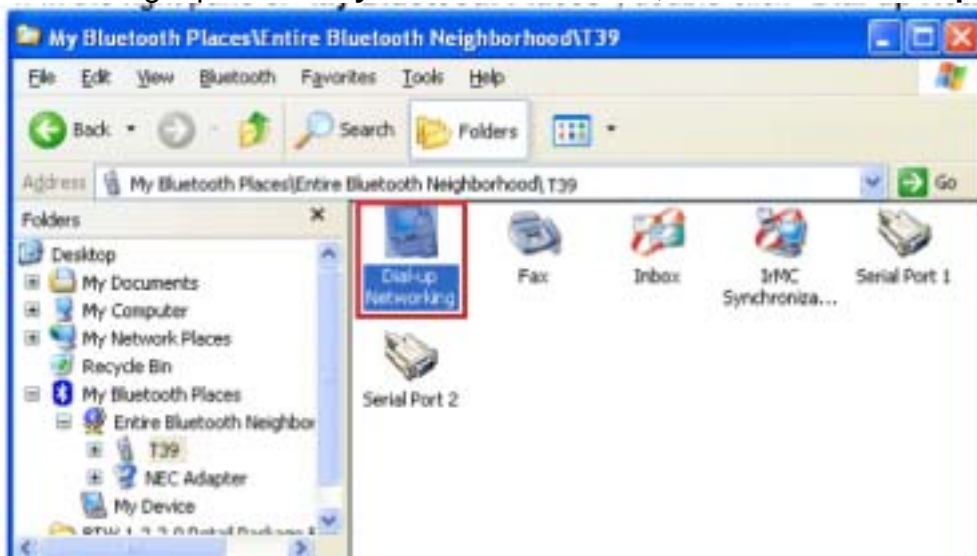 My Bluetooth Places\Entire Bluetooth Neighborhood\T39
File Edit View Bluetooth Favorites Tools Help
Back Search Folders
Address My Bluetooth Places\Entire Bluetooth Neighborhood\T39 Go
Folders
Desktop
My Documents
My Computer
My Network Places
Recycle Bin
My Bluetooth Places
Entire Bluetooth Neighbor
T39
NEC Adapter
My Device
Dial-up
Networking
Fax
Inbox
IrMC
Synchroniza...
Serial Port 1
Serial Port 2